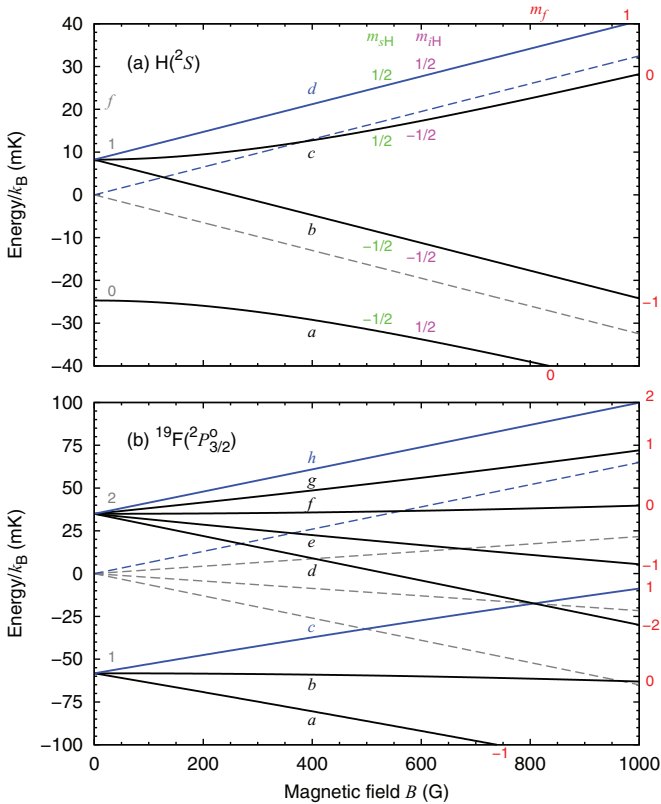 m_f
1
40
(a) H(²S)
m_sH
m_iH
0
30
1/2
1/2
d
20
f
1
10
1/2
−1/2
c
Energy/k_B (mK)
0
b
−10
−1/2
−1/2
0
−1
−20
−1/2
1/2
−30
a
−40
0
100
2
(b) ¹⁹F(²P°₃/₂)
75
h
1
50
g
2
f
0
25
e
−1
Energy/k_B (mK)
0
d
1
−25
c
−2
−50
1
b
0
−75
a
−100
−1
0 200 400 600 800 1000
Magnetic field B (G)